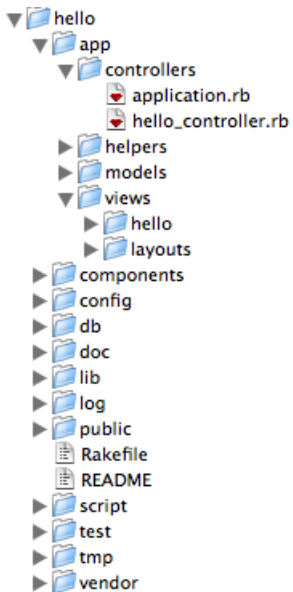 hello
app
controllers
application.rb
hello_controller.rb
helpers
models
views
hello
layouts
components
config
db
doc
lib
log
public
Rakefile
README
script
test
tmp
vendor